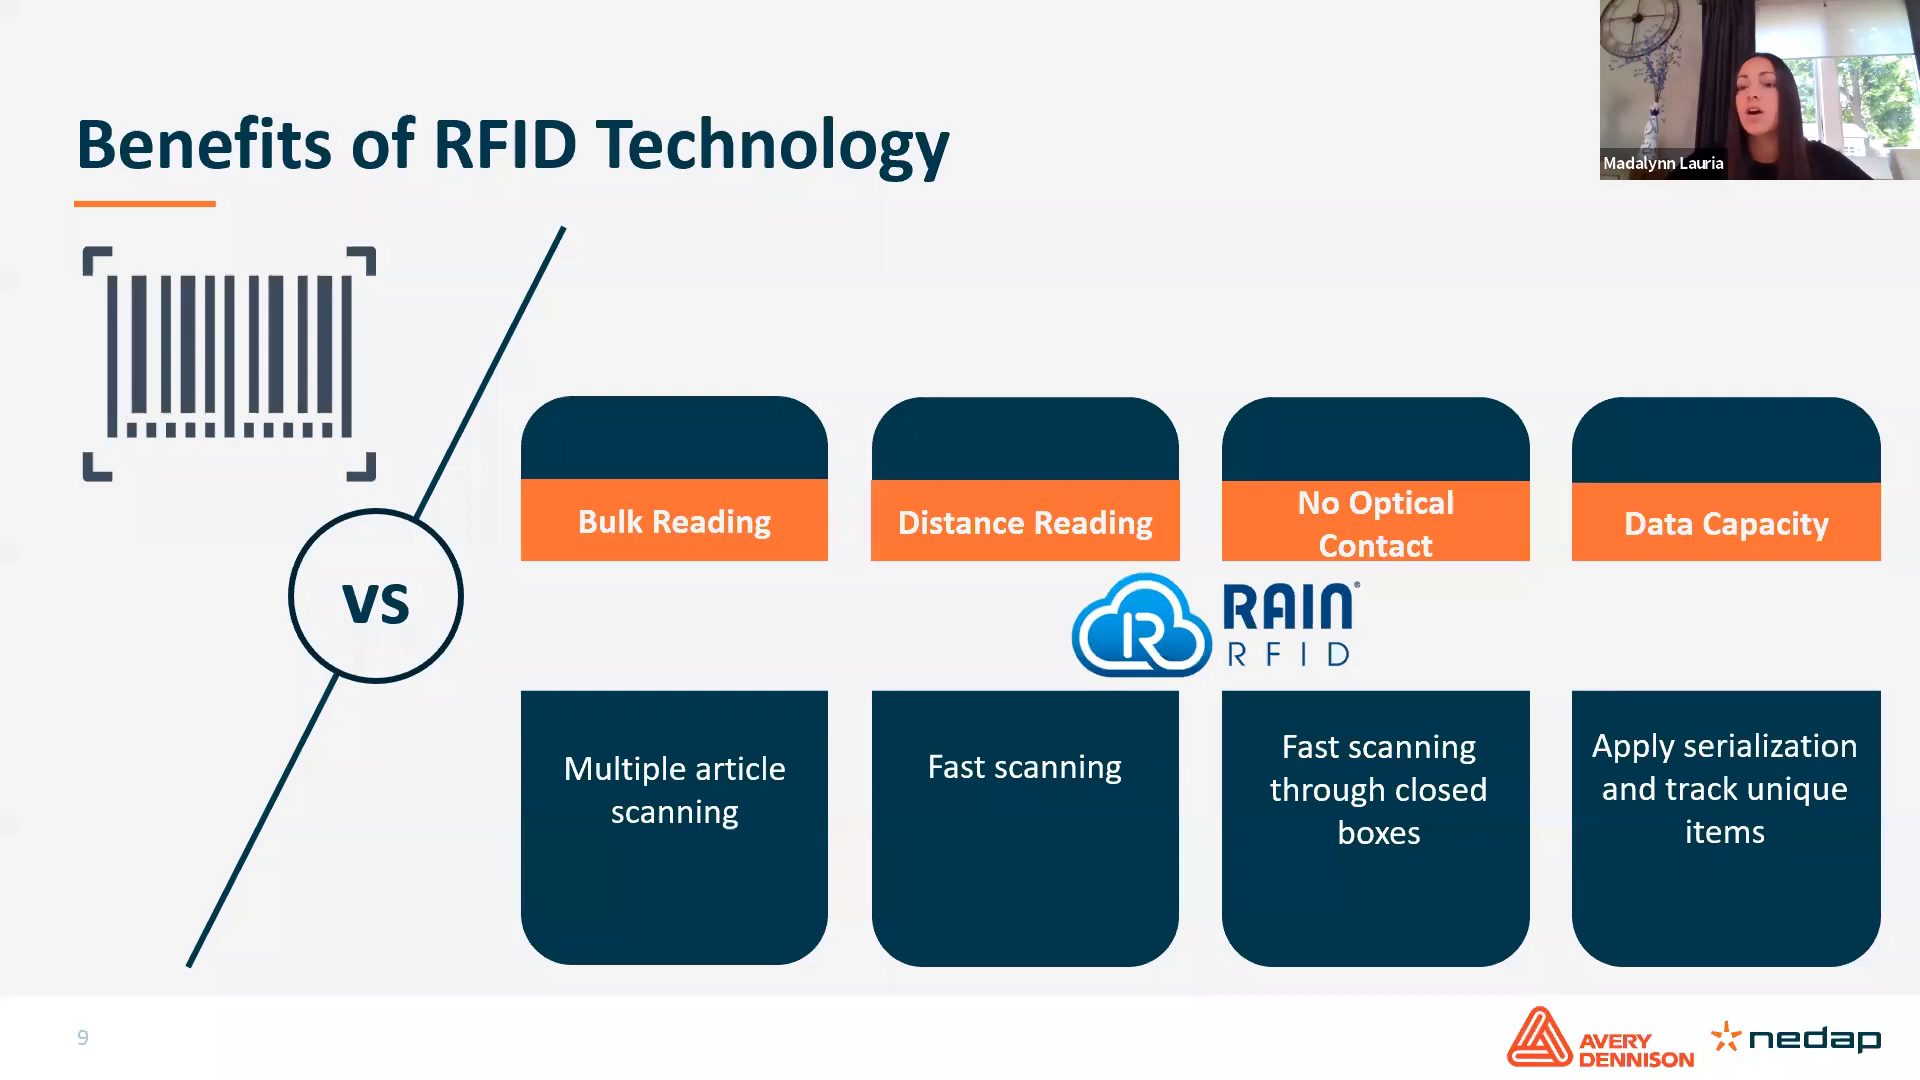 Benefits of RFID Technology
Madalynn Lauria
vs
Bulk Reading
Distance Reading
No Optical
Contact
Data Capacity
RAIN®
RFID
Multiple article
scanning
Fast scanning
Fast scanning
through closed
boxes
Apply serialization
and track unique
items
9
AVERY
DENNISON
nedap